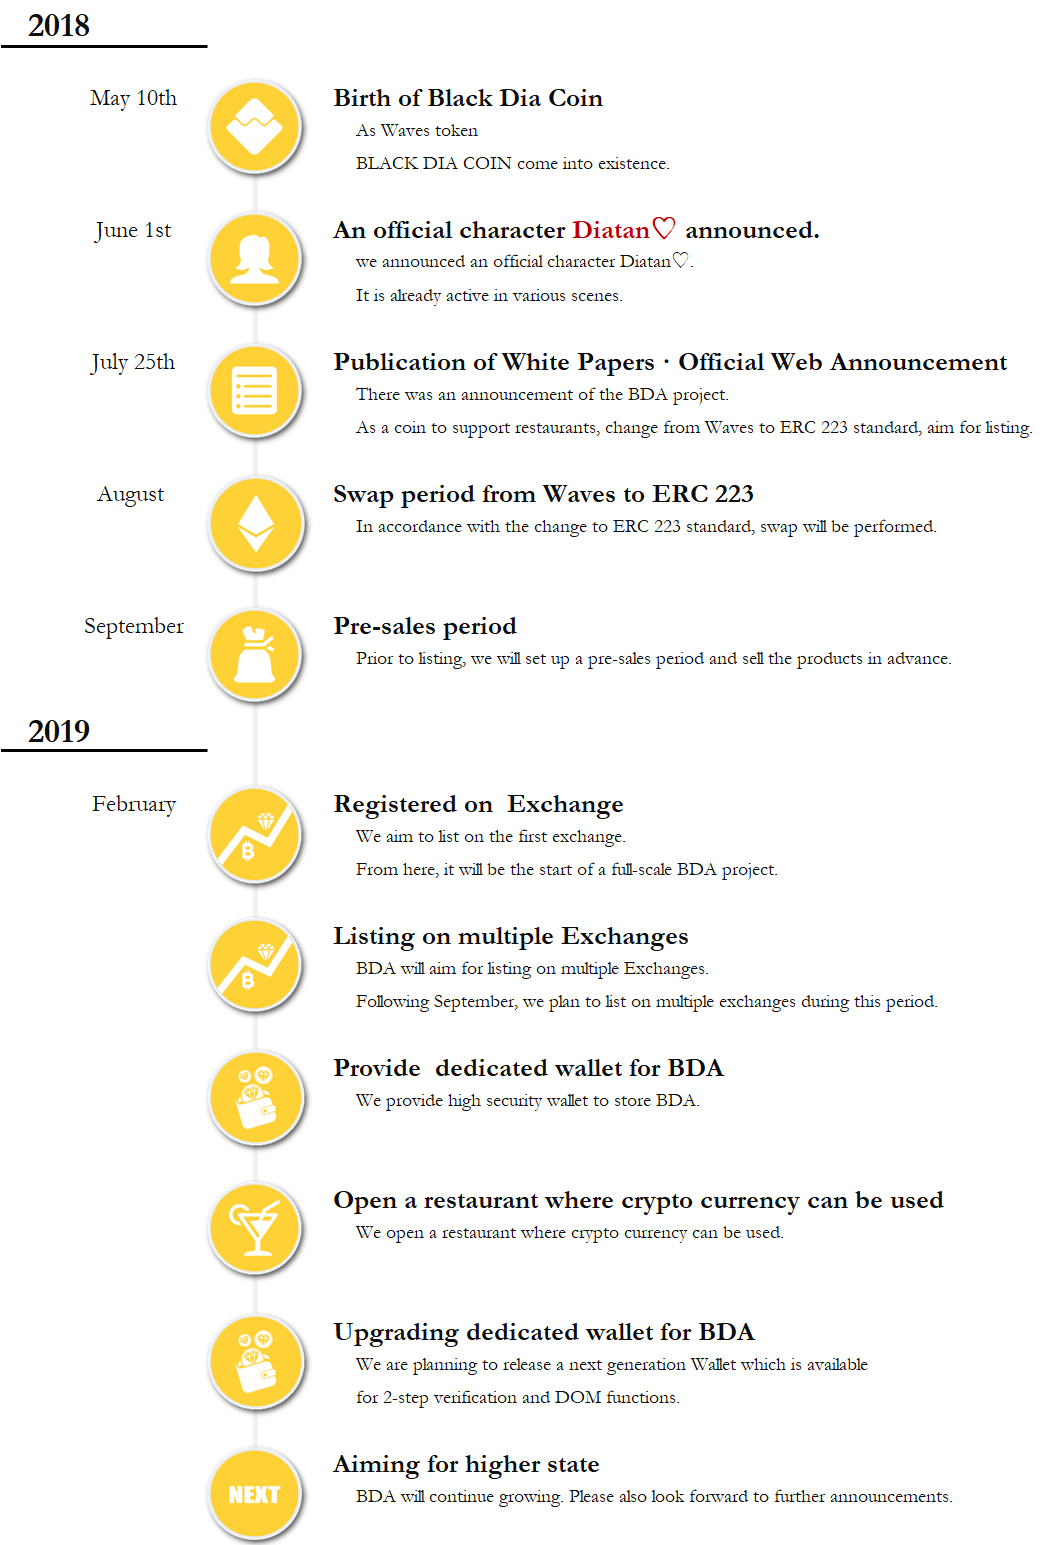 2018
May 10th
Birth of Black Dia Coin
As Waves token
BLACK DIA COIN come into existence.
June 1st
An official character Diatan♡ announced.
we announced an official character Diatan♡.
It is already active in various scenes.
July 25th
Publication of White Papers・Official Web Announcement
There was an announcement of the BDA project.
As a coin to support restaurants, change from Waves to ERC 223 standard, aim for listing.
August
Swap period from Waves to ERC 223
In accordance with the change to ERC 223 standard, swap will be performed.
September
Pre-sales period
Prior to listing, we will set up a pre-sales period and sell the products in advance.
2019
February
Registered on  Exchange
We aim to list on the first exchange.
From here, it will be the start of a full-scale BDA project.
Listing on multiple Exchanges
BDA will aim for listing on multiple Exchanges.
Following September, we plan to list on multiple exchanges during this period.
Provide  dedicated wallet for BDA
We provide high security wallet to store BDA.
Open a restaurant where crypto currency can be used
We open a restaurant where crypto currency can be used.
Upgrading dedicated wallet for BDA
We are planning to release a next generation Wallet which is available
for 2-step verification and DOM functions.
NEXT
Aiming for higher state
BDA will continue growing. Please also look forward to further announcements.